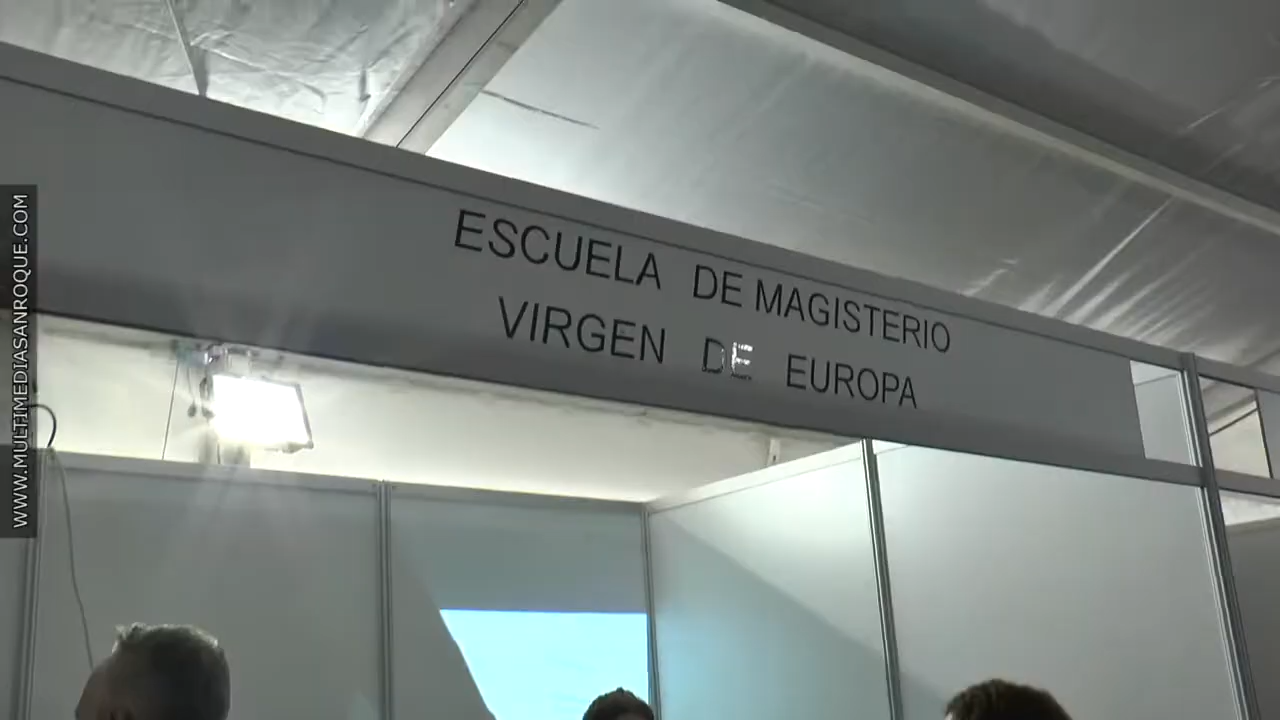 ESCUELA DE MAGISTERIO
VIRGEN DE EUROPA
WWW.MULTIMEDIASANROQUE.COM